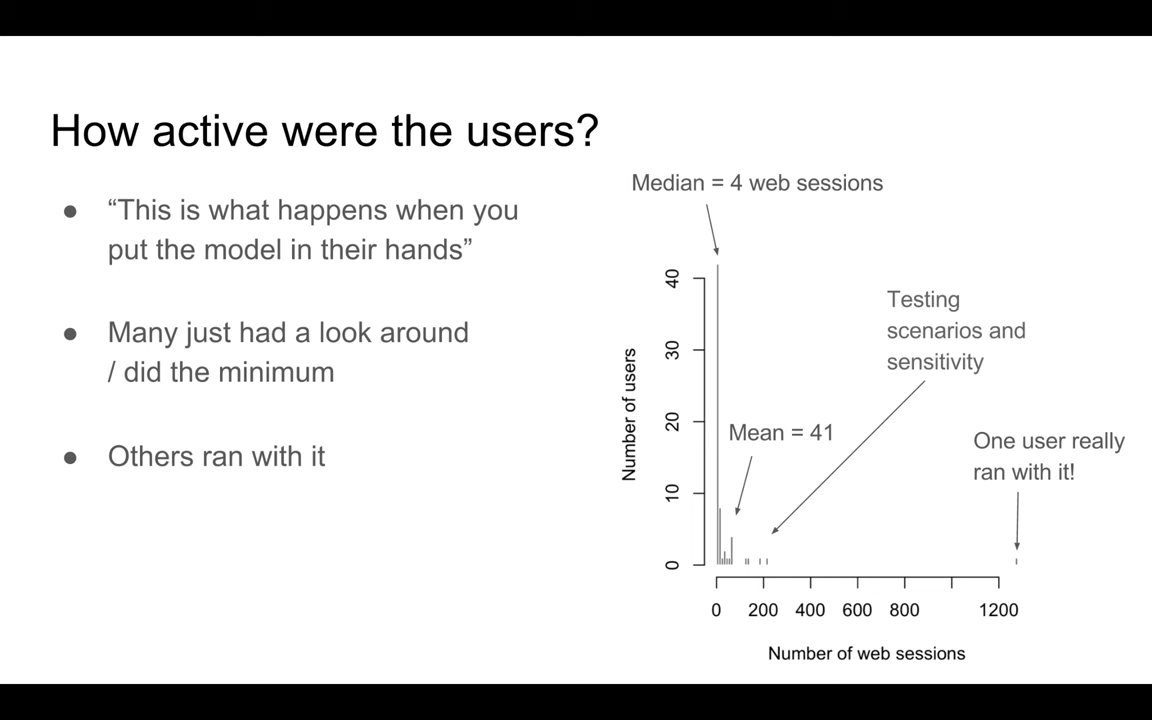 How active were the users?
● “This is what happens when you
put the model in their hands”
● Many just had a look around
/ did the minimum
● Others ran with it
Median = 4 web sessions
Testing
scenarios and
sensitivity
Mean = 41
One user really
ran with it!
Number of users
40
30
20
10
0
0 200 400 600 800 1200
Number of web sessions